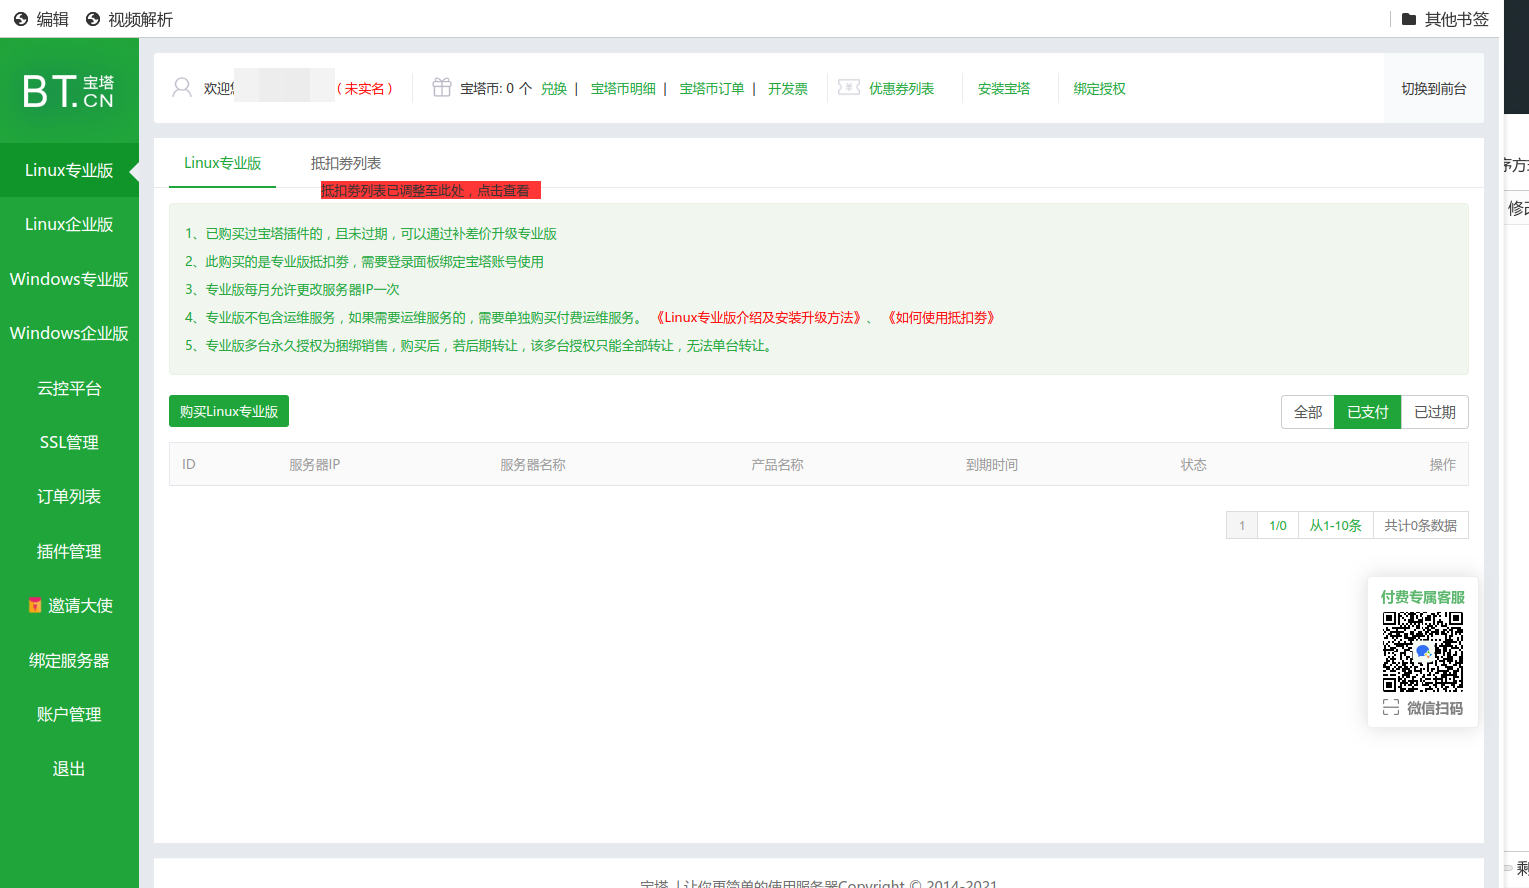 编辑 视频解析 其他书签
BT.宝塔.CN
欢迎 (未实名) 宝塔币: 0 个 兑换 | 宝塔币明细 | 宝塔币订单 | 开发票 优惠券列表 安装宝塔 绑定授权 切换到前台
Linux专业版
Linux企业版
Windows专业版
Windows企业版
云控平台
SSL管理
订单列表
插件管理
邀请大使
绑定服务器
账户管理
退出
Linux专业版 抵扣券列表
抵扣券列表已调整至此处，点击查看
1、已购买过宝塔插件的，且未过期，可以通过补差价升级专业版
2、此购买的是专业版抵扣券，需要登录面板绑定宝塔账号使用
3、专业版每月允许更改服务器IP一次
4、专业版不包含运维服务，如果需要运维服务的，需要单独购买付费运维服务。 《Linux专业版介绍及安装升级方法》、 《如何使用抵扣券》
5、专业版多台永久授权为捆绑销售，购买后，若后期转让，该多台授权只能全部转让，无法单台转让。
购买Linux专业版 全部 已支付 已过期
ID 服务器IP 服务器名称 产品名称 到期时间 状态 操作
1 1/0 从1-10条 共计0条数据
付费专属客服
微信扫码
宝塔 | 让你更简单的使用服务器Copyright © 2014-2021
序方
修改
剩